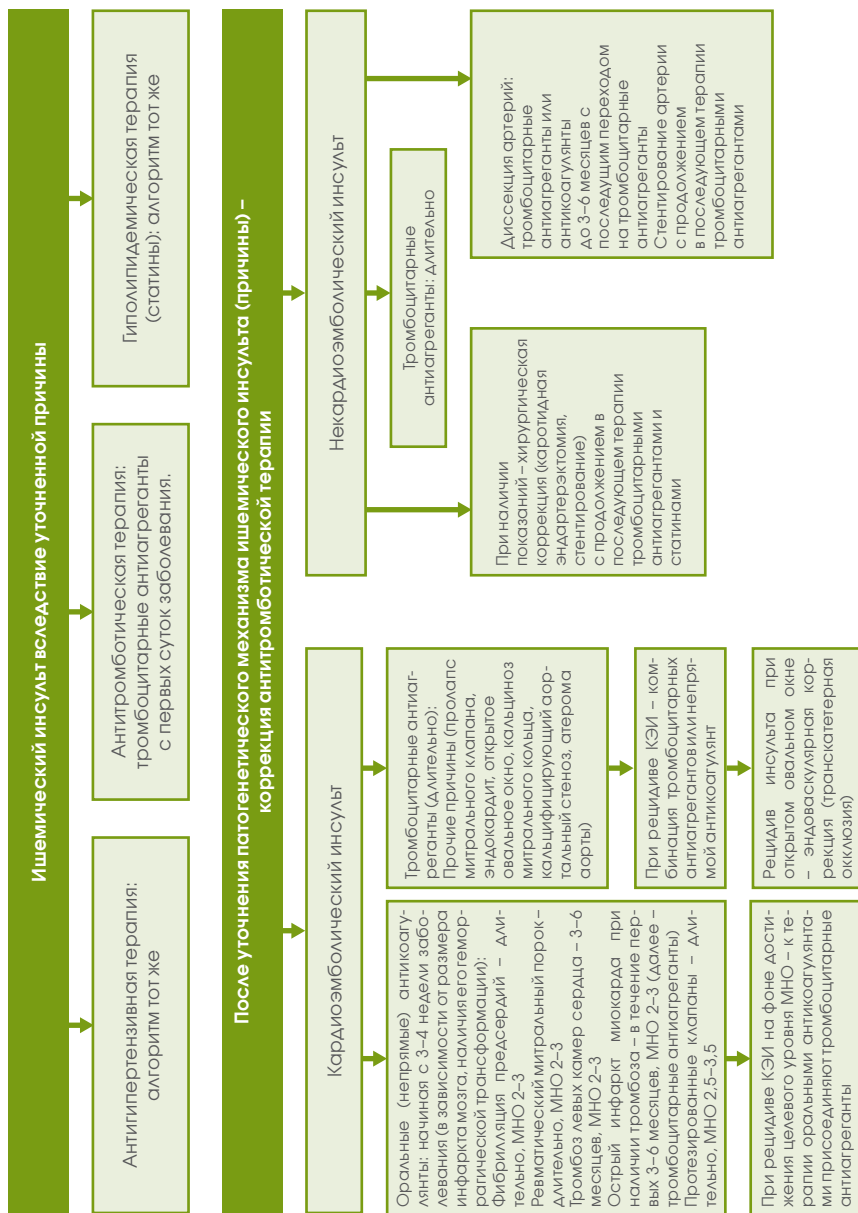 Ишемический инсульт вследствие уточненной причины
Антигипертензивная терапия:
алгоритм тот же
Антитромботическая терапия:
тромбоцитарные антиагреганты
с первых суток заболевания.
Гиполипидемическая терапия
(статины): алгоритм тот же
После уточнения патогенетического механизма ишемического инсульта (причины) –
коррекция антитромботической терапии
Кардиоэмболический инсульт
Оральные (непрямые) антикоагу-
лянты: начиная с 3–4 недели забо-
левания (в зависимости от размера
инфаркта мозга, наличия его гемор-
рагической трансформации):
Фибрилляция предсердий – дли-
тельно, МНО 2–3
Ревматический митральный порок –
длительно, МНО 2–3
Тромбоз левых камер сердца – 3–6
месяцев, МНО 2–3
Острый инфаркт миокарда при
наличии тромбоза – в течение пер-
вых 3–6 месяцев, МНО 2–3 (далее –
тромбоцитарные антиагреганты)
Протезированные клапаны – дли-
тельно, МНО 2,5–3,5
При рецидиве КЭИ на фоне дости-
жения целевого уровня МНО – к те-
рапии оральными антикоагулянта-
ми присоединяют тромбоцитарные
антиагреганты
Тромбоцитарные антиаг-
реганты (длительно):
Прочие причины (пролапс
митрального клапана,
эндокардит, открытое
овальное окно, кальциноз
митрального кольца,
кальцифицирующий аор-
тальный стеноз, атерома
аорты)
При рецидиве КЭИ – ком-
бинация тромбоцитарных
антиагрегантов или непря-
мой антикоагулянт
Рецидив инсульта при
открытом овальном окне
– эндоваскулярная кор-
рекция (транскатетерная
окклюзия)
Некардиоэмболический инсульт
При наличии
показаний – хирургическая
коррекция (каротидная
эндартерэктомия,
стентирование)
с продолжением в
последующем терапии
тромбоцитарными
антиагрегантами и
статинами
Тромбоцитарные
антиагреганты: длительно
Диссекция артерий:
тромбоцитарные
антиагреганты или
антикоагулянты
до 3–6 месяцев с
последущим переходом
на тромбоцитарные
антиагреганты
Стентирование артерии
с продолжением
в последующем терапии
тромбоцитарными
антиагрегантами